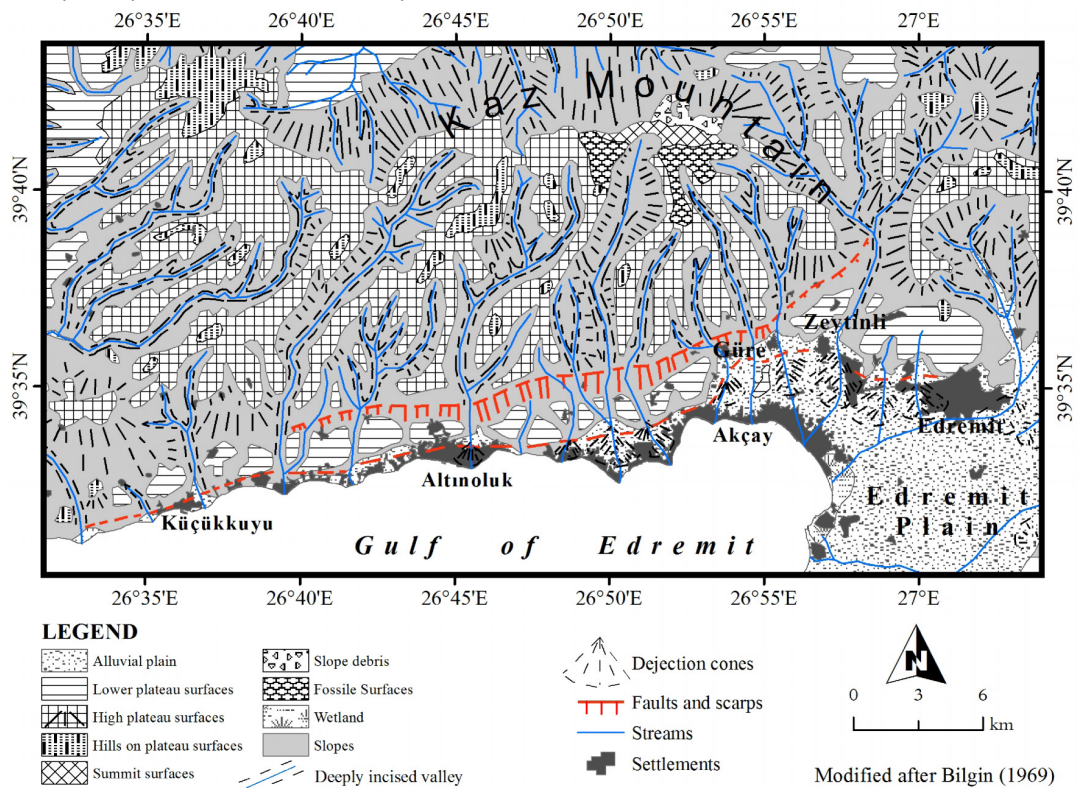 26°35'E 26°40'E 26°45'E 26°50'E 26°55'E 27°E
39°40'N 39°40'N
39°35'N 39°35'N
Kaz Mountain
Zeytinli
Güre
Edremit
Akçay
Altınoluk
Küçükkuyu
Edremit
Plain
Gulf of Edremit
26°35'E 26°40'E 26°45'E 26°50'E 26°55'E 27°E
LEGEND
Alluvial plain
Lower plateau surfaces
High plateau surfaces
Hills on plateau surfaces
Summit surfaces
Slope debris
Fossile Surfaces
Wetland
Slopes
Deeply incised valley
Dejection cones
Faults and scarps
Streams
Settlements
N
0 3 6
km
Modified after Bilgin (1969)